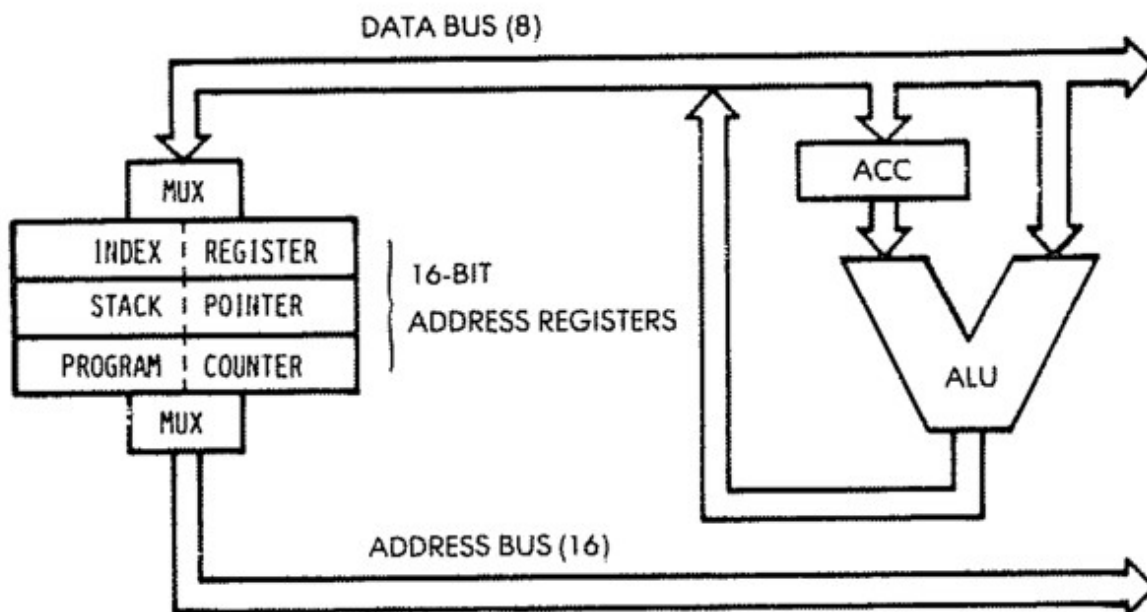 DATA BUS (8)
MUX
ACC
INDEX REGISTER
STACK POINTER
PROGRAM COUNTER
16-BIT
ADDRESS REGISTERS
ALU
MUX
ADDRESS BUS (16)